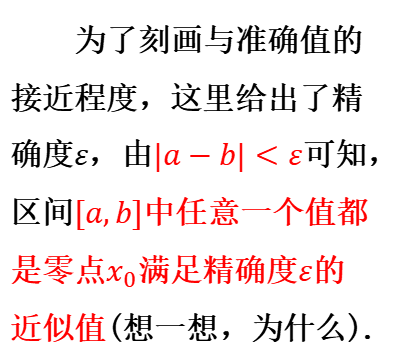 为了刻画与准确值的
接近程度，这里给出了精
确度ε，由|a − b| < ε可知，
区间[a, b]中任意一个值都
是零点x₀满足精确度ε的
近似值(想一想，为什么).